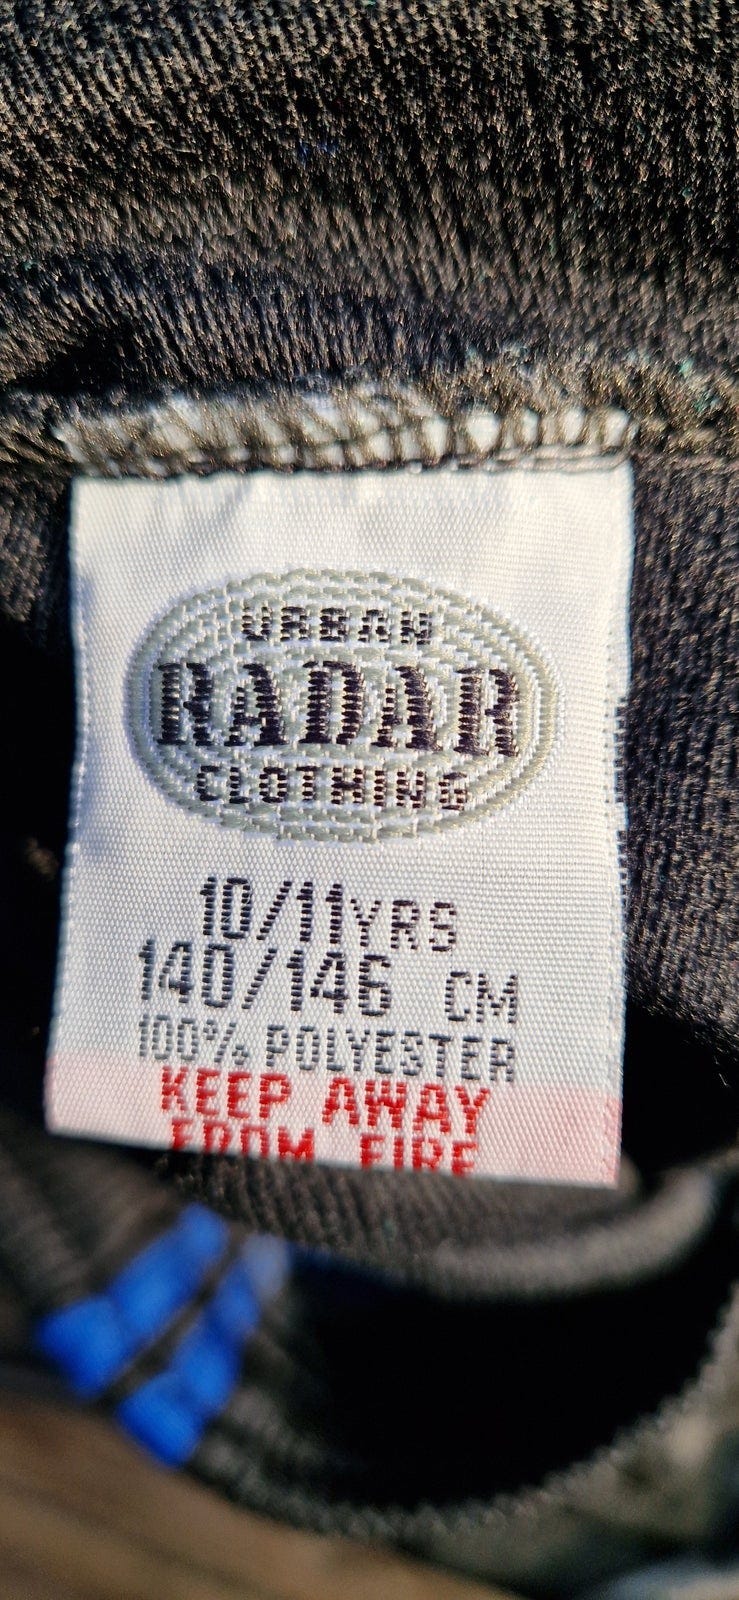 URBAN
RADAR
CLOTHING
10/11YRS
140/146 CM
100% POLYESTER
KEEP AWAY
FROM FIRE